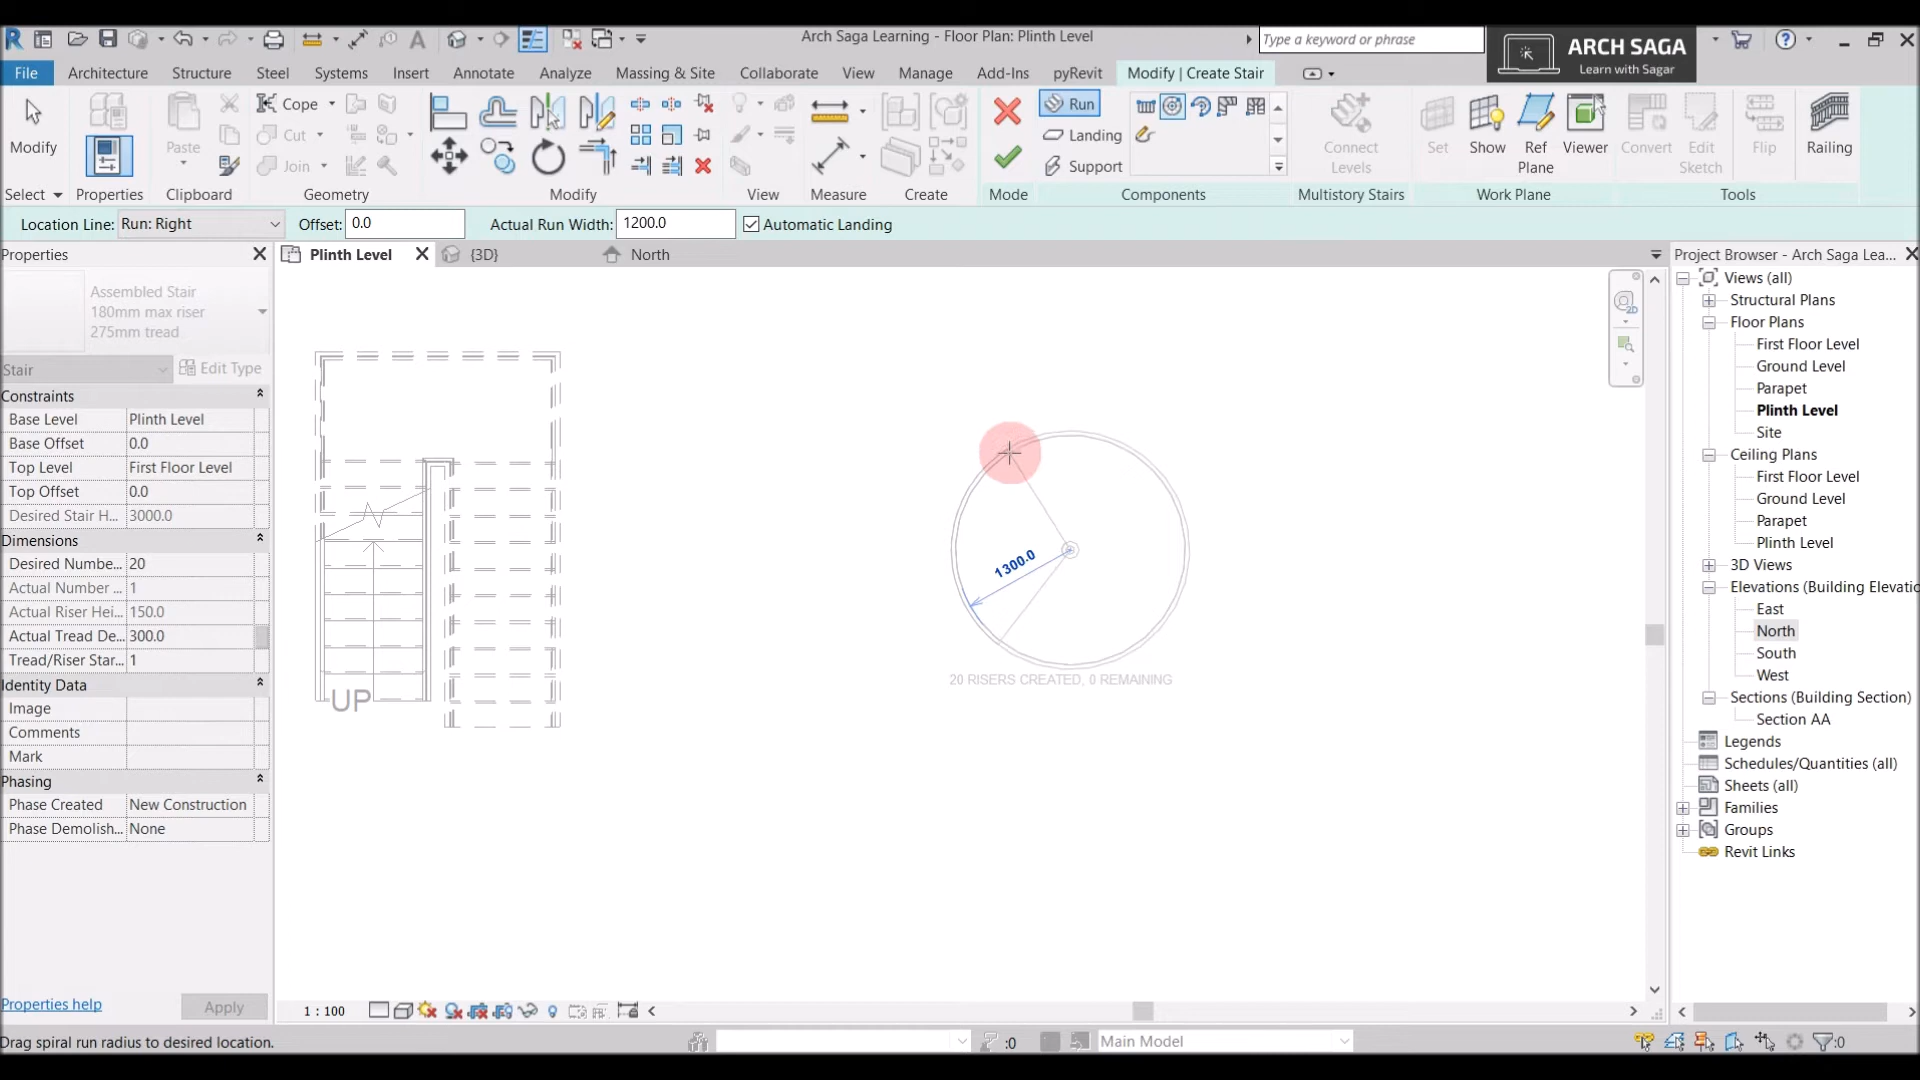 Arch Saga Learning - Floor Plan: Plinth Level
Type a keyword or phrase
ARCH SAGA
Learn with Sagar
File Architecture Structure Steel Systems Insert Annotate Analyze Massing & Site Collaborate View Manage Add-Ins pyRevit Modify | Create Stair
Modify
Paste
Cope
Cut
Join
Run
Landing
Support
Connect Levels
Set
Show
Ref Plane
Viewer
Convert
Edit Sketch
Flip
Railing
Select Properties Clipboard Geometry Modify View Measure Create Mode Components Multistory Stairs Work Plane Tools
Location Line: Run: Right Offset: 0.0 Actual Run Width: 1200.0 Automatic Landing
Properties
Plinth Level {3D} North
Assembled Stair
180mm max riser
275mm tread
Stair Edit Type
Constraints
Base Level Plinth Level
Base Offset 0.0
Top Level First Floor Level
Top Offset 0.0
Desired Stair H... 3000.0
Dimensions
Desired Numbe... 20
Actual Number ... 1
Actual Riser Hei... 150.0
Actual Tread De... 300.0
Tread/Riser Star... 1
Identity Data
Image
Comments
Mark
Phasing
Phase Created New Construction
Phase Demolish... None
Properties help Apply
UP
1300.0
20 RISERS CREATED, 0 REMAINING
2D
Project Browser - Arch Saga Lea...
Views (all)
Structural Plans
Floor Plans
First Floor Level
Ground Level
Parapet
Plinth Level
Site
Ceiling Plans
First Floor Level
Ground Level
Parapet
Plinth Level
3D Views
Elevations (Building Elevatio
East
North
South
West
Sections (Building Section)
Section AA
Legends
Schedules/Quantities (all)
Sheets (all)
Families
Groups
Revit Links
1 : 100
Drag spiral run radius to desired location.
:0
Main Model
:0